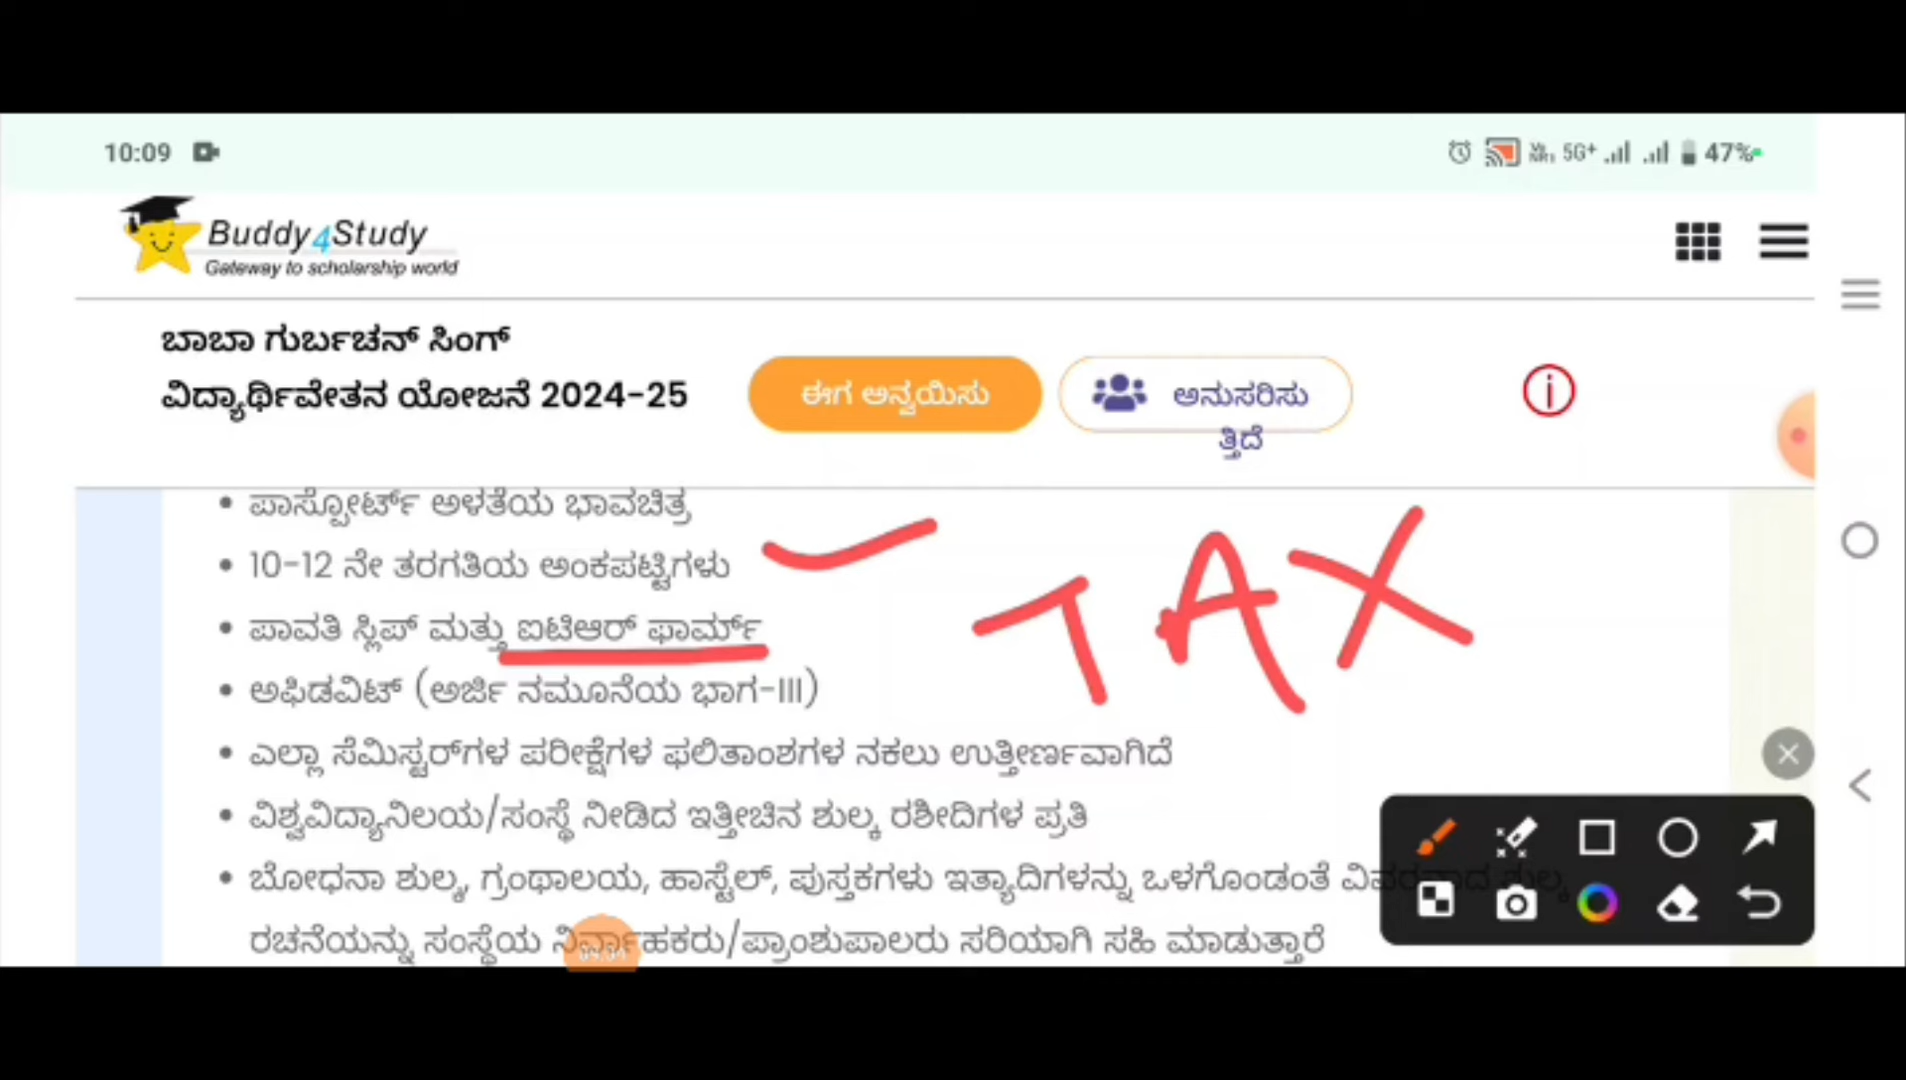 10:09
5G+ 47%
Buddy4Study
Gateway to scholarship world
ಬಾಬಾ ಗುರ್ಬಚನ್ ಸಿಂಗ್
ವಿದ್ಯಾರ್ಥಿವೇತನ ಯೋಜನೆ 2024-25
ಈಗ ಅನ್ವಯಿಸು
ಅನುಸರಿಸು
ತ್ತಿದೆ
ಪಾಸ್ಪೋರ್ಟ್ ಅಳತೆಯ ಭಾವಚಿತ್ರ
10-12 ನೇ ತರಗತಿಯ ಅಂಕಪಟ್ಟಿಗಳು
ಪಾವತಿ ಸ್ಲಿಪ್ ಮತ್ತು ಐಟಿಆರ್ ಫಾರ್ಮ್
TAX
ಅಫಿಡವಿಟ್ (ಅರ್ಜಿ ನಮೂನೆಯ ಭಾಗ-III)
ಎಲ್ಲಾ ಸೆಮಿಸ್ಟರ್‌ಗಳ ಪರೀಕ್ಷೆಗಳ ಫಲಿತಾಂಶಗಳ ನಕಲು ಉತ್ತೀರ್ಣವಾಗಿದೆ
ವಿಶ್ವವಿದ್ಯಾನಿಲಯ/ಸಂಸ್ಥೆ ನೀಡಿದ ಇತ್ತೀಚಿನ ಶುಲ್ಕ ರಶೀದಿಗಳ ಪ್ರತಿ
ಬೋಧನಾ ಶುಲ್ಕ, ಗ್ರಂಥಾಲಯ, ಹಾಸ್ಟೆಲ್, ಪುಸ್ತಕಗಳು ಇತ್ಯಾದಿಗಳನ್ನು ಒಳಗೊಂಡಂತೆ ವಿವರವಾದ ಶುಲ್ಕ
ರಚನೆಯನ್ನು ಸಂಸ್ಥೆಯ ನಿರ್ವಾಹಕರು/ಪ್ರಾಂಶುಪಾಲರು ಸರಿಯಾಗಿ ಸಹಿ ಮಾಡುತ್ತಾರೆ